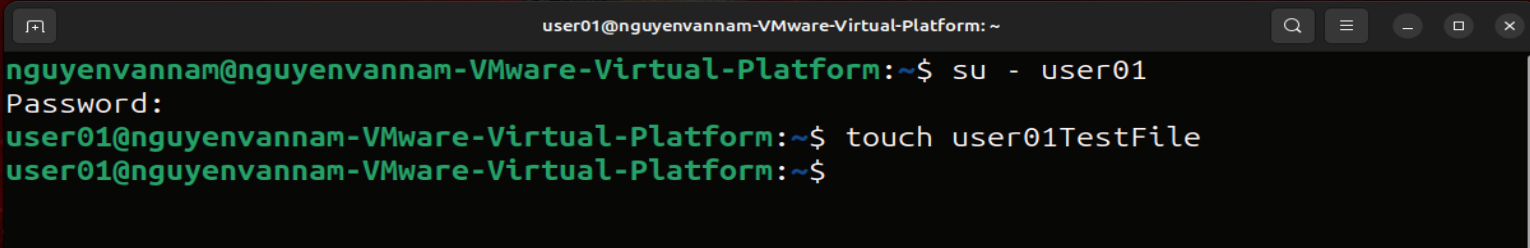 user01@nguyenvannam-VMware-Virtual-Platform: ~
nguyenvannam@nguyenvannam-VMware-Virtual-Platform:~$ su - user01
Password:
user01@nguyenvannam-VMware-Virtual-Platform:~$ touch user01TestFile
user01@nguyenvannam-VMware-Virtual-Platform:~$